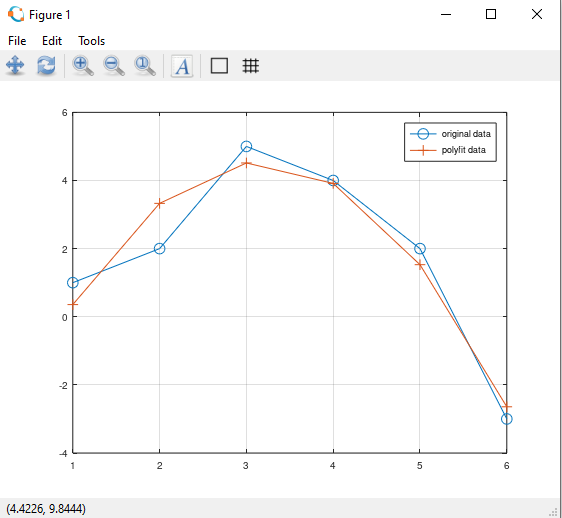 Figure 1
File Edit Tools
A
6
original data
polyfit data
4
2
0
-2
-4
1 2 3 4 5 6
(4.4226, 9.8444)